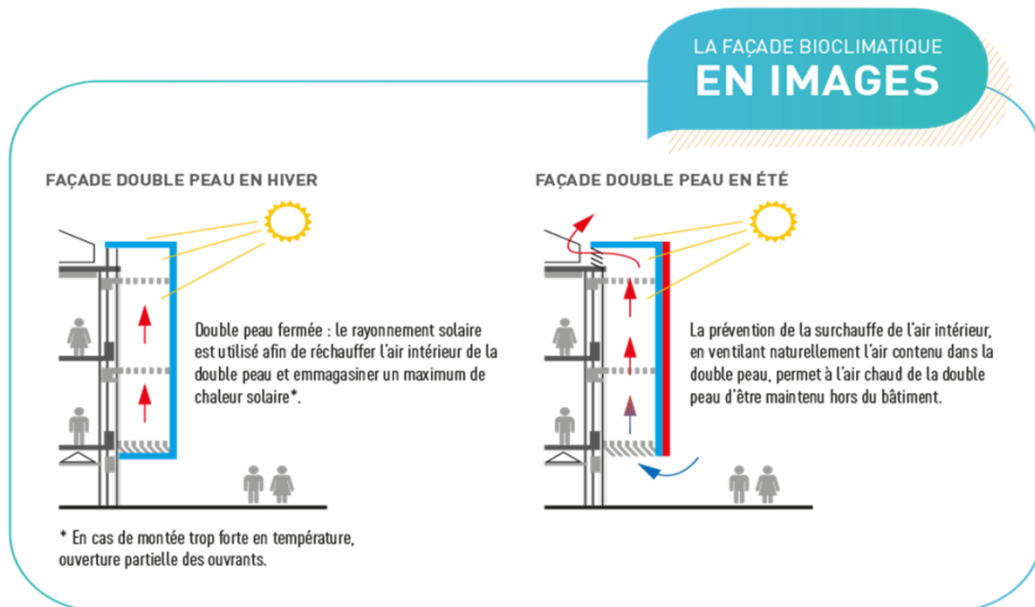 LA FAÇADE BIOCLIMATIQUE
EN IMAGES
FAÇADE DOUBLE PEAU EN HIVER
Double peau fermée : le rayonnement solaire
est utilisé afin de réchauffer l'air intérieur de la
double peau et emmagasiner un maximum de
chaleur solaire*.
* En cas de montée trop forte en température,
ouverture partielle des ouvrants.
FAÇADE DOUBLE PEAU EN ÉTÉ
La prévention de la surchauffe de l'air intérieur,
en ventilant naturellement l'air contenu dans la
double peau, permet à l'air chaud de la double
peau d'être maintenu hors du bâtiment.